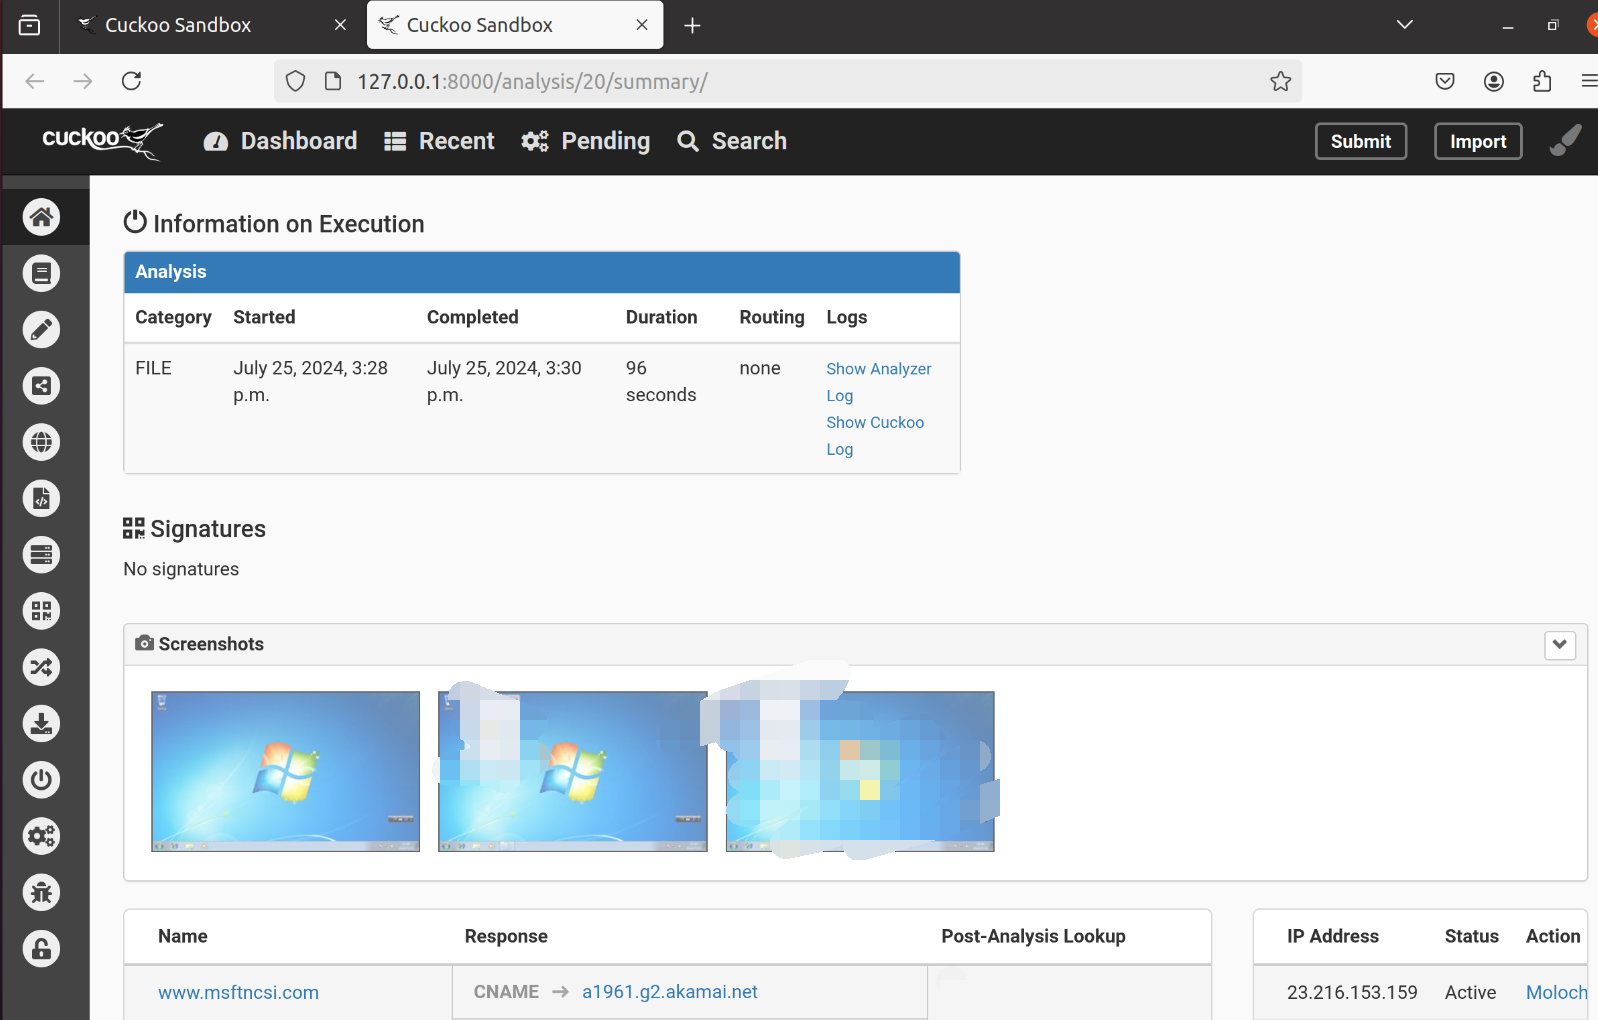 Cuckoo Sandbox
Cuckoo Sandbox
127.0.0.1:8000/analysis/20/summary/
cuckoo
Dashboard
Recent
Pending
Search
Submit
Import
Information on Execution
Analysis
Category Started Completed Duration Routing Logs
FILE July 25, 2024, 3:28 July 25, 2024, 3:30 96 none Show Analyzer
p.m. p.m. seconds Log
Show Cuckoo
Log
Signatures
No signatures
Screenshots
Name Response Post-Analysis Lookup
IP Address Status Action
www.msftncsi.com CNAME → a1961.g2.akamai.net
23.216.153.159 Active Moloch